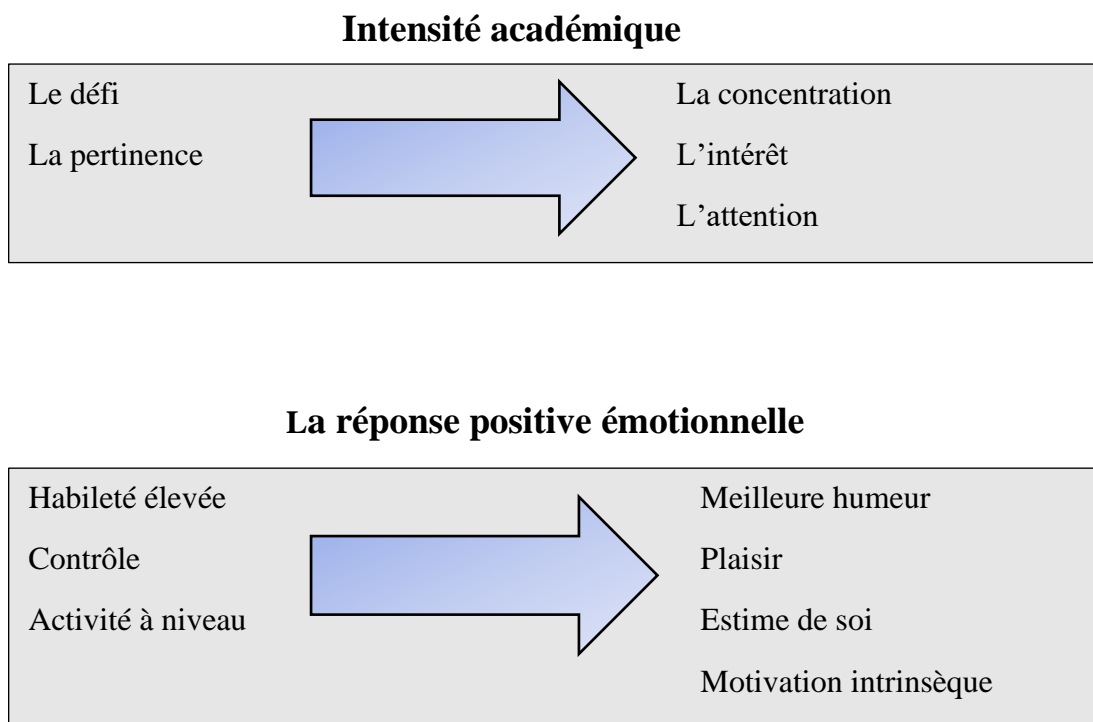 Intensité académique
Le défi
La pertinence
La concentration
L’intérêt
L’attention
La réponse positive émotionnelle
Habileté élevée
Contrôle
Activité à niveau
Meilleure humeur
Plaisir
Estime de soi
Motivation intrinsèque